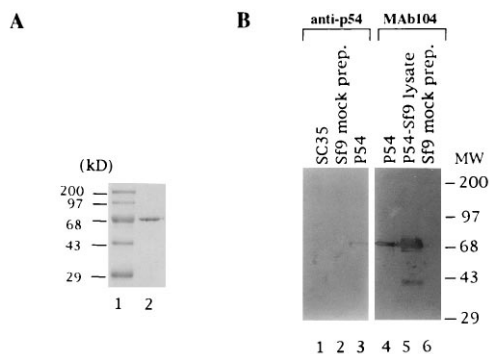 A
(kD)
200
97
68
43
29
1 2
B
anti-p54 MAb104
SC35
Sf9 mock prep.
P54
P54
P54-Sf9 lysate
Sf9 mock prep.
MW
200
97
68
43
29
1 2 3 4 5 6